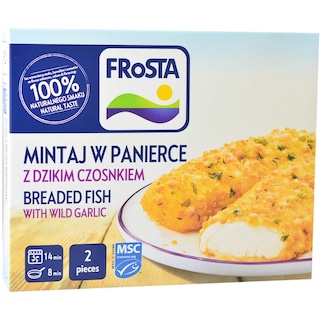 FRoSTA
100%
NATURALNEGO SMAKU
NATURAL TASTE
MINTAJ W PANIERCE
Z DZIKIM CZOSNKIEM
BREADED FISH
WITH WILD GARLIC
14 min
8 min
2
pieces
MSC